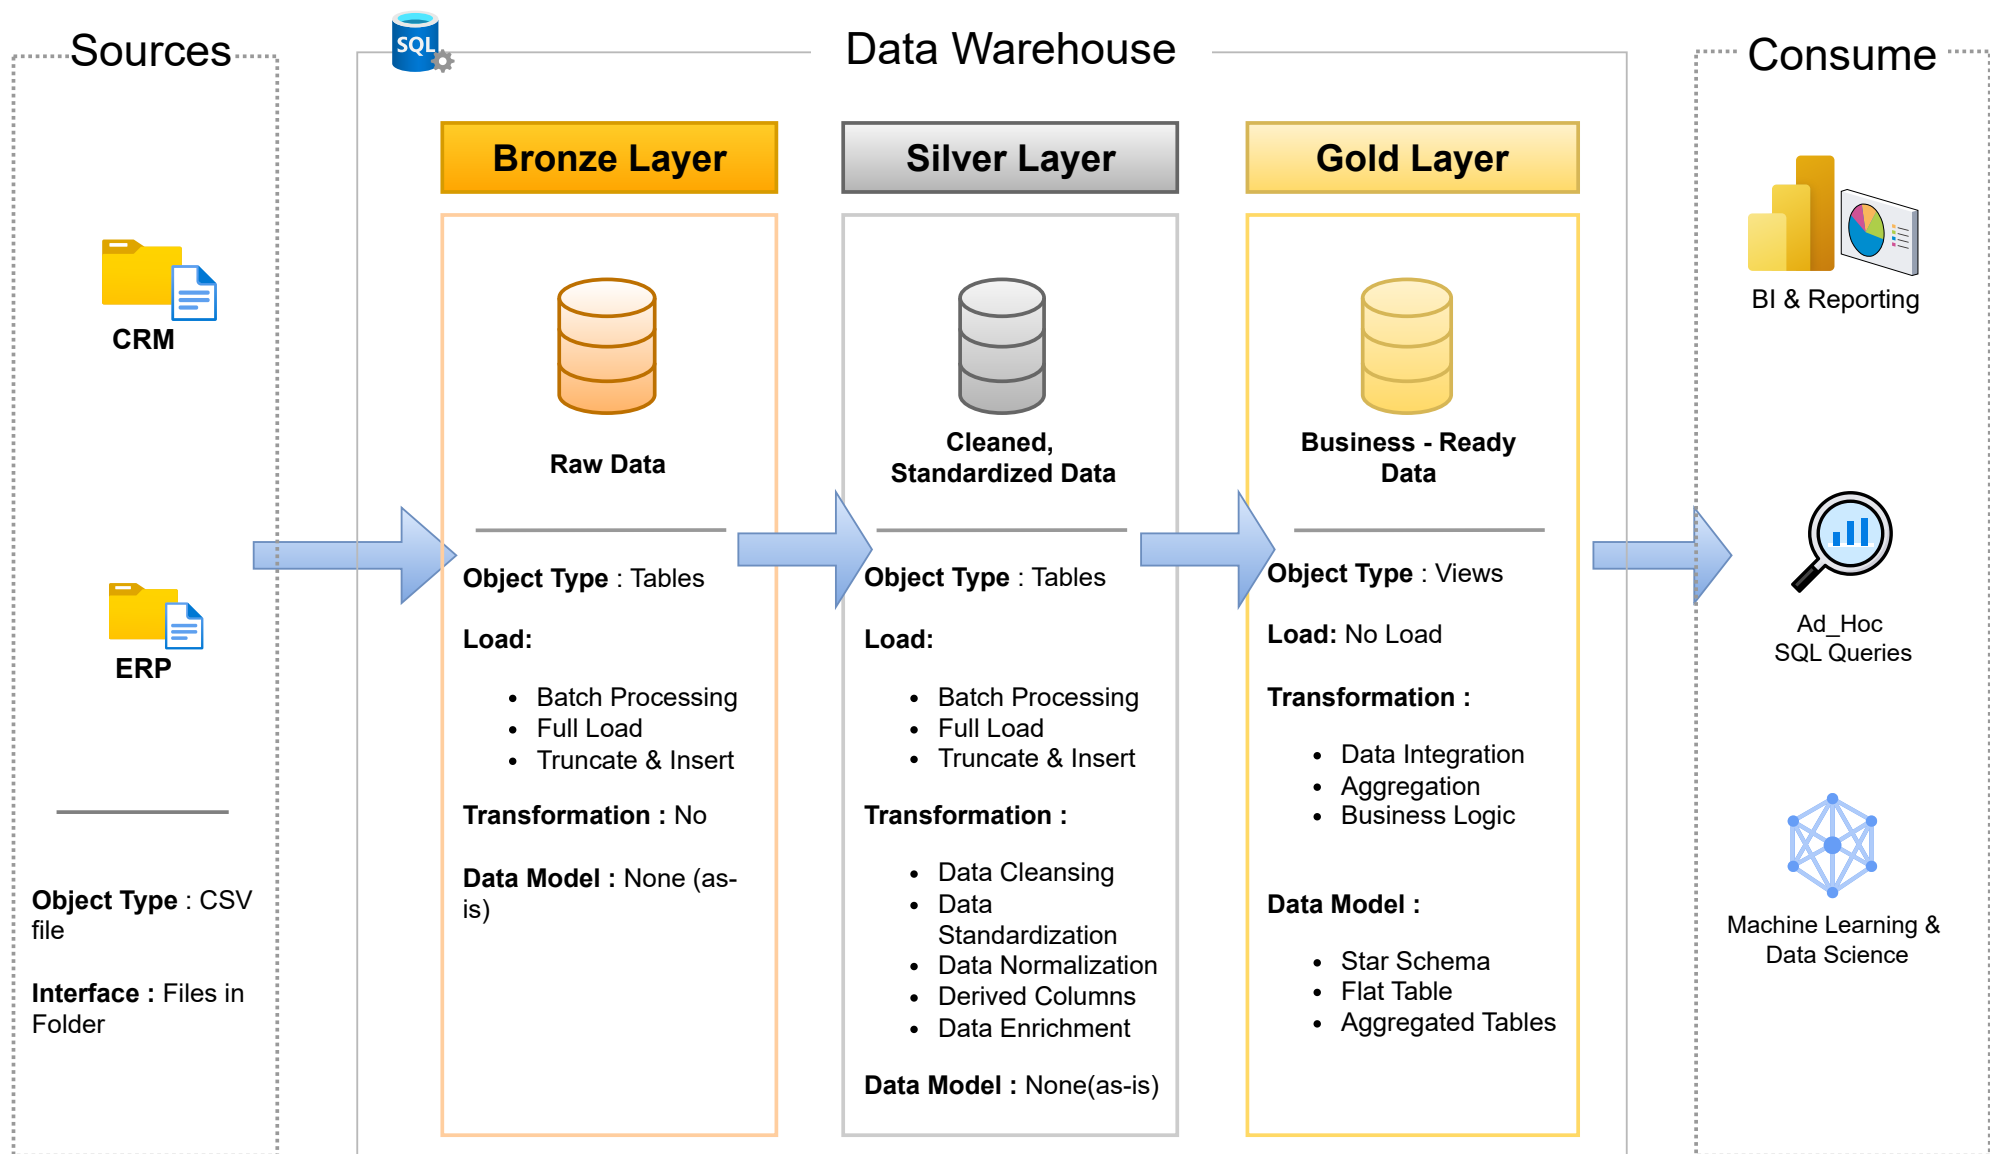 Sources
CRM
ERP
Object Type : CSV
file
Interface : Files in
Folder
SQL
Data Warehouse
Bronze Layer
Raw Data
Object Type : Tables
Load:
• Batch Processing
• Full Load
• Truncate & Insert
Transformation : No
Data Model : None (as-
is)
Silver Layer
Cleaned,
Standardized Data
Object Type : Tables
Load:
• Batch Processing
• Full Load
• Truncate & Insert
Transformation :
• Data Cleansing
• Data
Standardization
• Data Normalization
• Derived Columns
• Data Enrichment
Data Model : None(as-is)
Gold Layer
Business - Ready
Data
Object Type : Views
Load: No Load
Transformation :
• Data Integration
• Aggregation
• Business Logic
Data Model :
• Star Schema
• Flat Table
• Aggregated Tables
Consume
BI & Reporting
Ad_Hoc
SQL Queries
Machine Learning &
Data Science